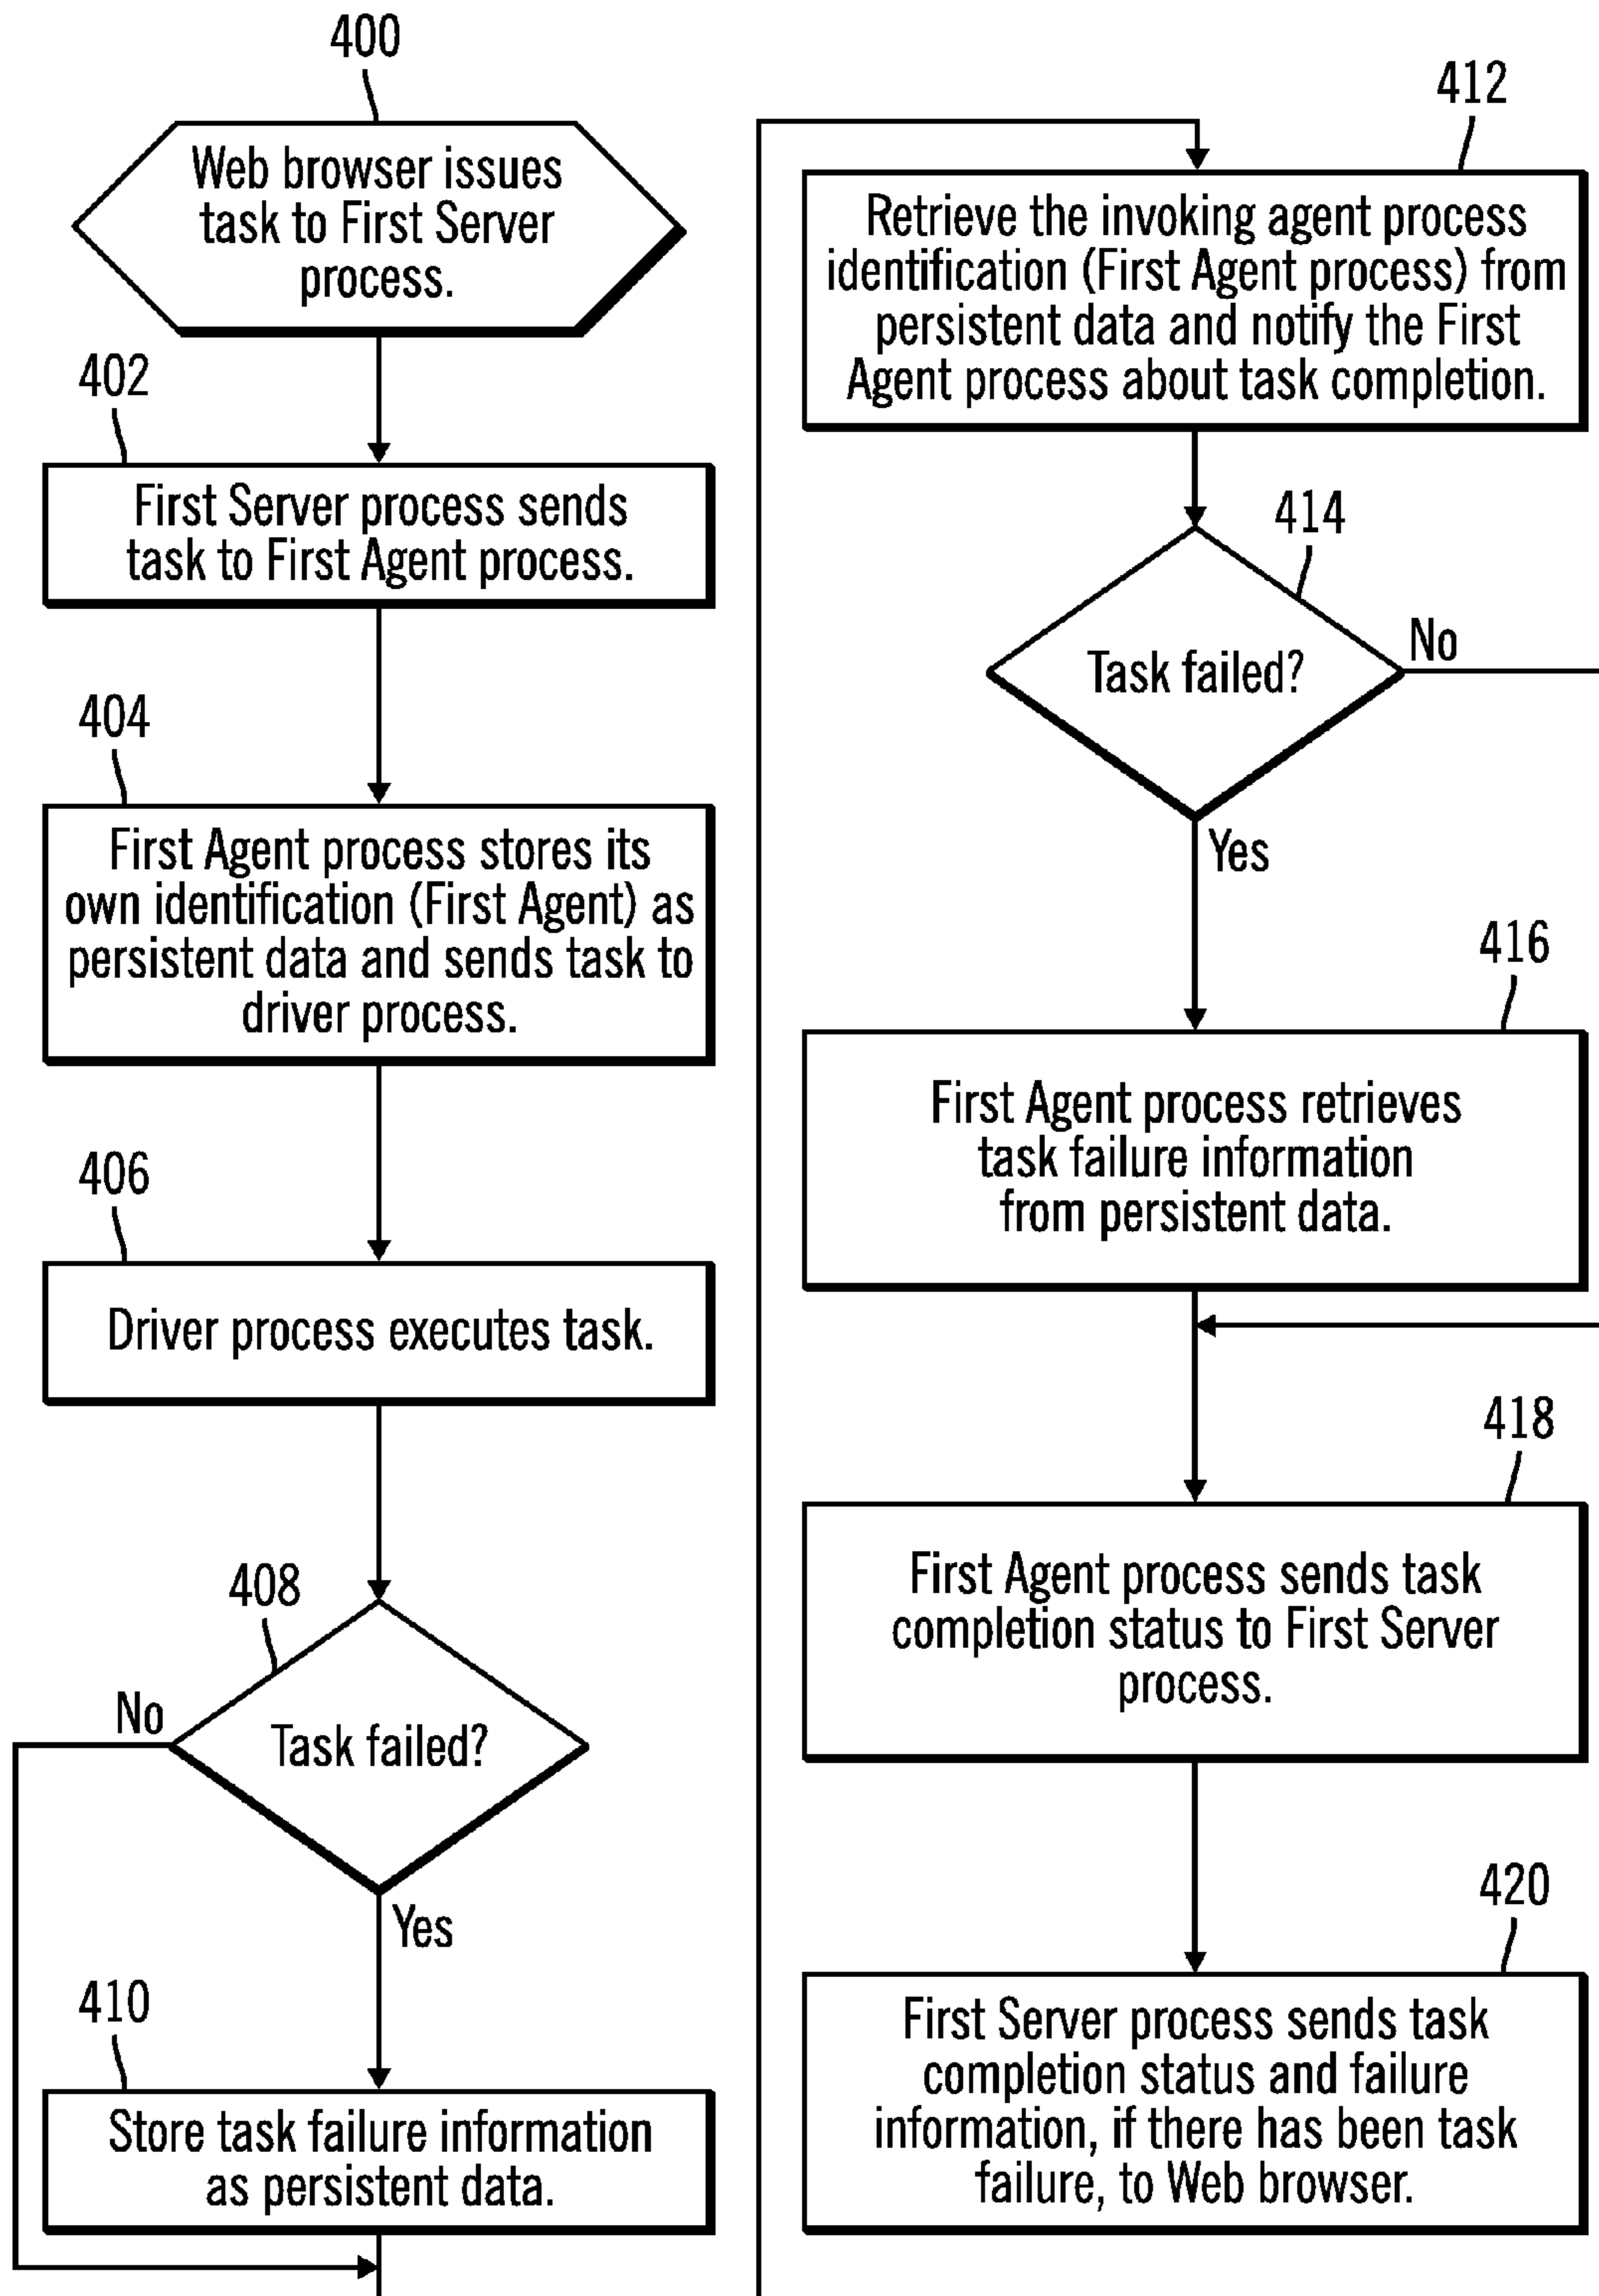 400
Web browser issues
task to First Server
process.
402
First Server process sends
task to First Agent process.
404
First Agent process stores its
own identification (First Agent) as
persistent data and sends task to
driver process.
406
Driver process executes task.
408
No
Task failed?
Yes
410
Store task failure information
as persistent data.
412
Retrieve the invoking agent process
identification (First Agent process) from
persistent data and notify the First
Agent process about task completion.
414
No
Task failed?
Yes
416
First Agent process retrieves
task failure information
from persistent data.
418
First Agent process sends task
completion status to First Server
process.
420
First Server process sends task
completion status and failure
information, if there has been task
failure, to Web browser.